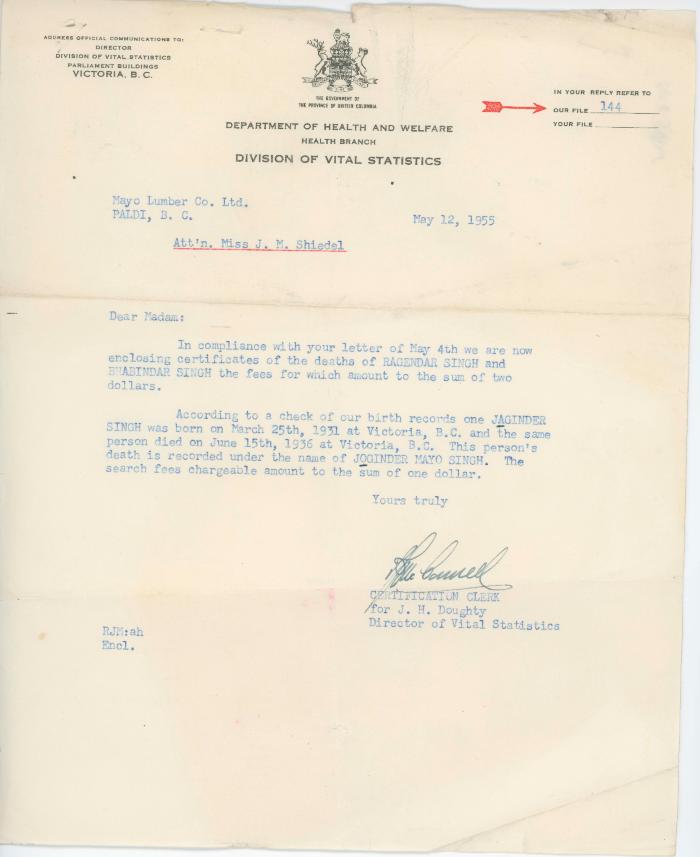 ADDRESS OFFICIAL COMMUNICATIONS TO:
DIRECTOR
DIVISION OF VITAL STATISTICS
PARLIAMENT BUILDINGS
VICTORIA, B. C.
THE GOVERNMENT OF
THE PROVINCE OF BRITISH COLUMBIA
IN YOUR REPLY REFER TO
OUR FILE 144
YOUR FILE
DEPARTMENT OF HEALTH AND WELFARE
HEALTH BRANCH
DIVISION OF VITAL STATISTICS
Mayo Lumber Co. Ltd.
PALDI, B. C.
May 12, 1955
Att'n. Miss J. M. Shiedel
Dear Madam:
In compliance with your letter of May 4th we are now
enclosing certificates of the deaths of RAGENDAR SINGH and
BHABINDAR SINGH the fees for which amount to the sum of two
dollars.
According to a check of our birth records one JAGINDER
SINGH was born on March 25th, 1931 at Victoria, B.C. and the same
person died on June 15th, 1936 at Victoria, B.C. This person's
death is recorded under the name of JOGINDER MAYO SINGH. The
search fees chargeable amount to the sum of one dollar.
Yours truly
McConnell
CERTIFICATION CLERK
for J. H. Doughty
Director of Vital Statistics
RJM:ah
Encl.